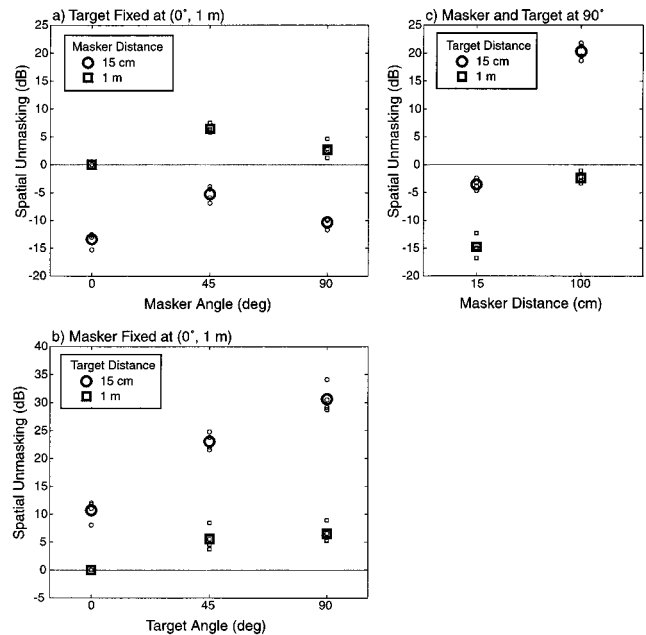 a) Target Fixed at (0°, 1 m)
25
20
15
10
5
0
-5
-10
-15
-20
Spatial Unmasking (dB)
Masker Distance
15 cm
1 m
0
45
90
Masker Angle (deg)
c) Masker and Target at 90°
25
20
15
10
5
0
-5
-10
-15
-20
Spatial Unmasking (dB)
Target Distance
15 cm
1 m
15
100
Masker Distance (cm)
b) Masker Fixed at (0°, 1 m)
40
35
30
25
20
15
10
5
0
-5
Spatial Unmasking (dB)
Target Distance
15 cm
1 m
0
45
90
Target Angle (deg)